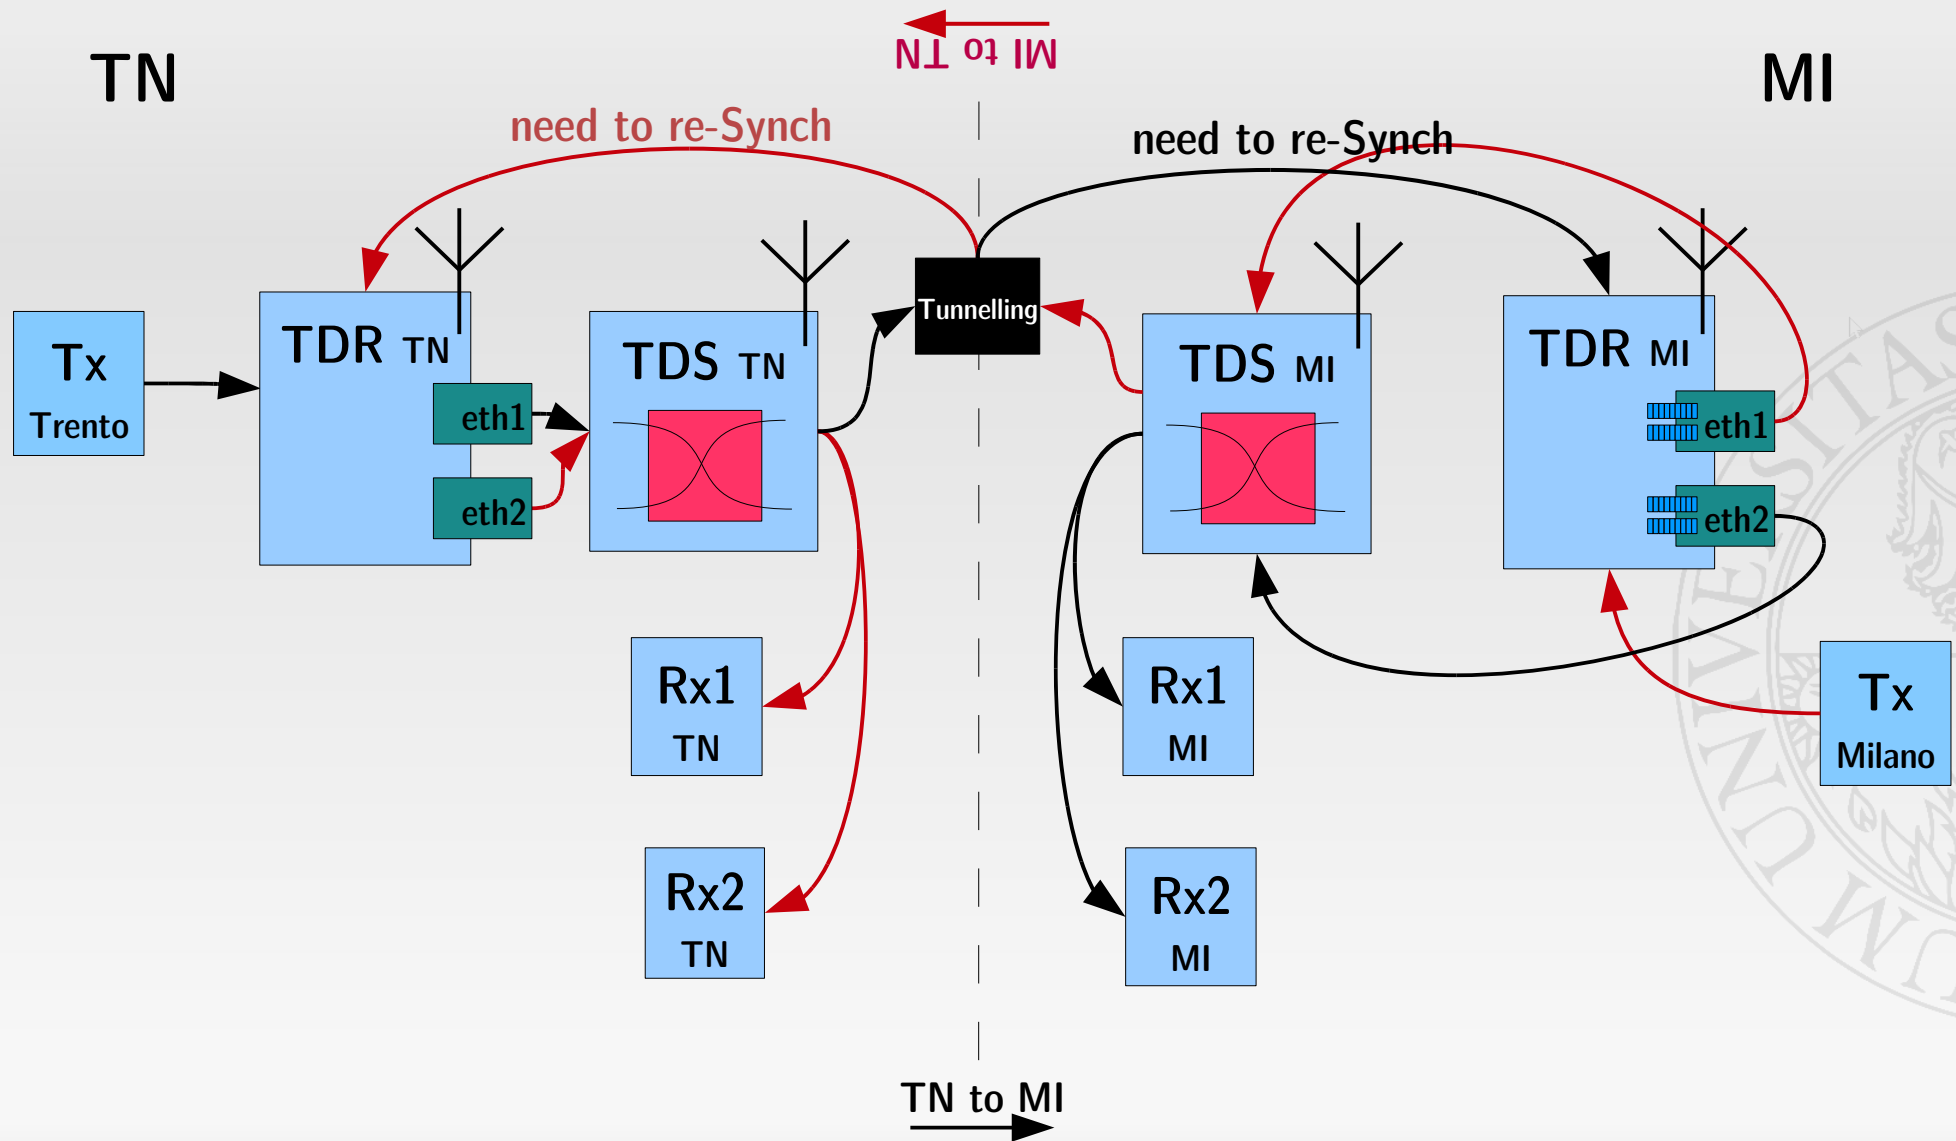 MI to TN
TN
MI
need to re-Synch
need to re-Synch
Tunnelling
Tx
Trento
TDR TN
eth1
eth2
TDS TN
TDS MI
TDR MI
eth1
eth2
Rx1
TN
Rx1
MI
Tx
Milano
Rx2
TN
Rx2
MI
TN to MI